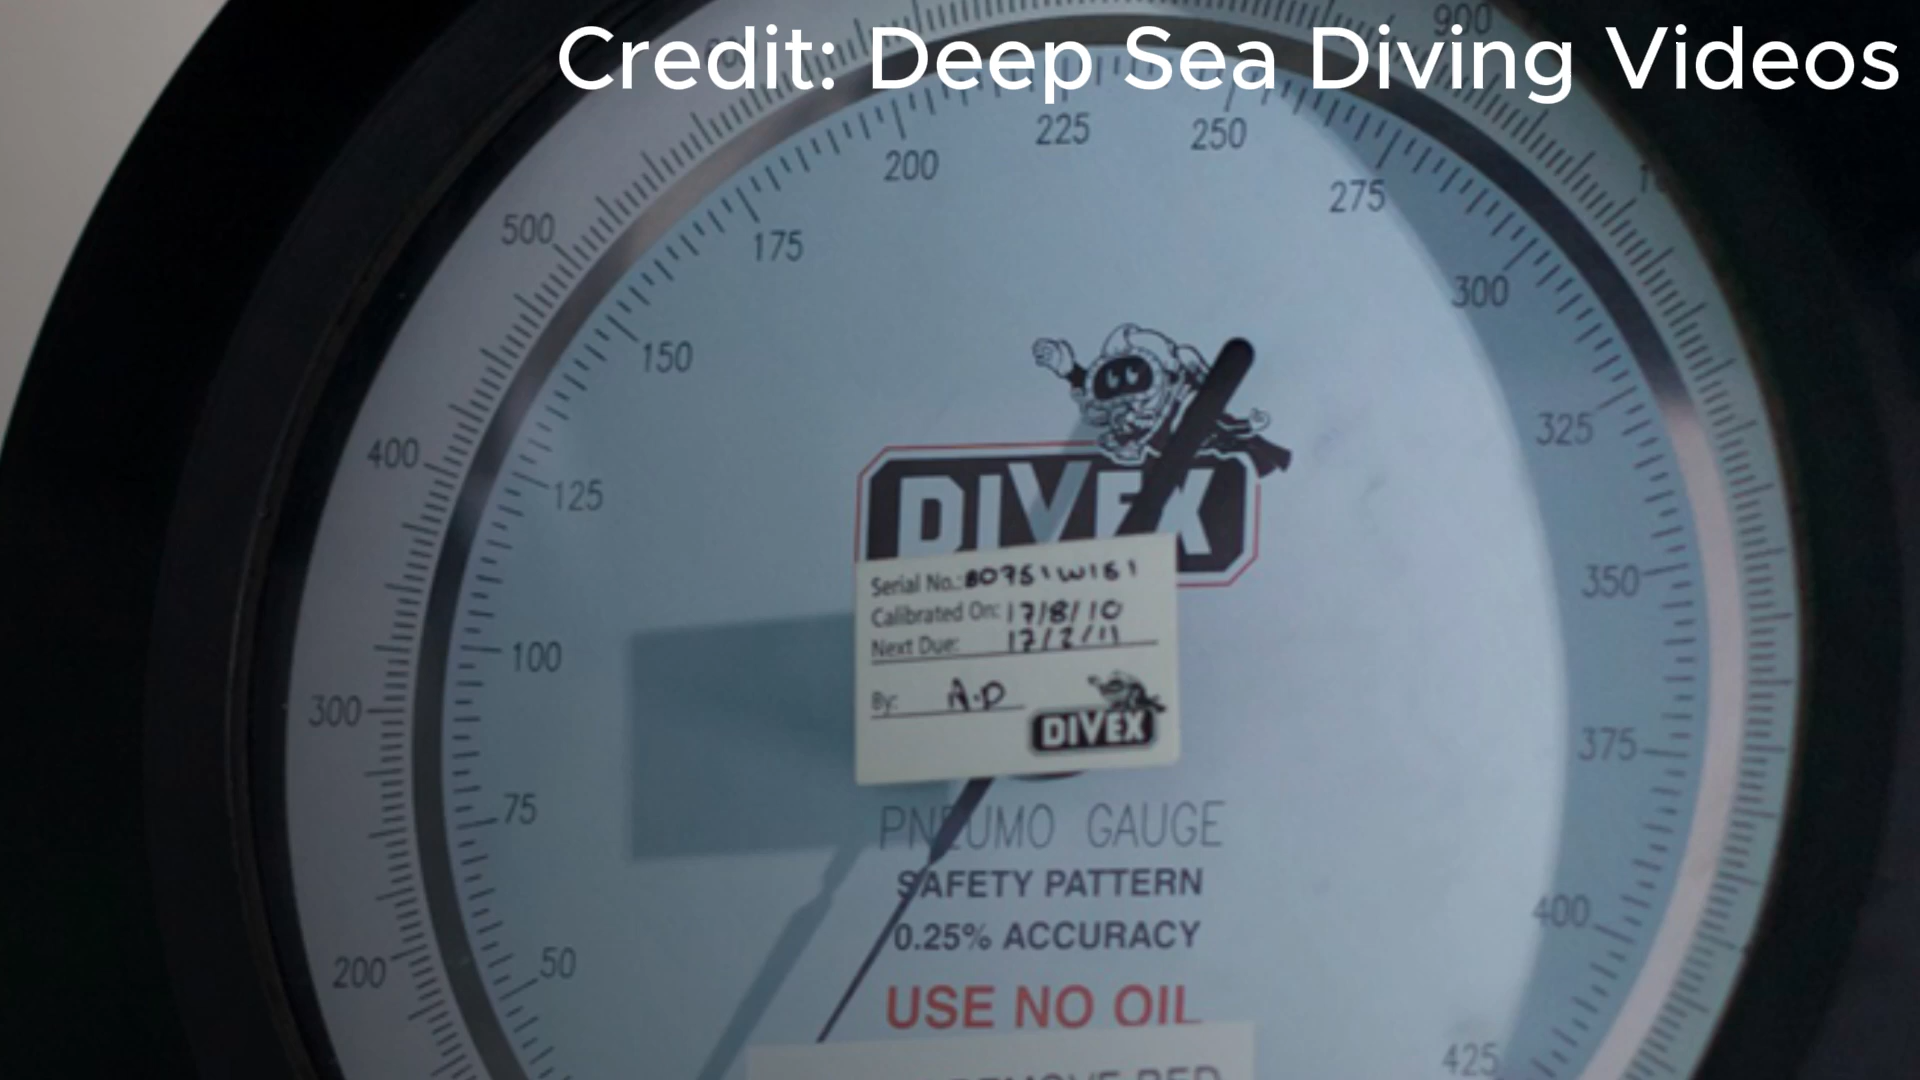 Credit: Deep Sea Diving Videos
900
225
250
200
275
175
500
300
150
325
400
125
DIVEX
350
Serial No.:
Calibrated On: 17/8/10
Next Due: 17/2/11
By: A.D
DIVEX
100
300
375
75
PNEUMO GAUGE
SAFETY PATTERN
0.25% ACCURACY
400
50
200
USE NO OIL
425